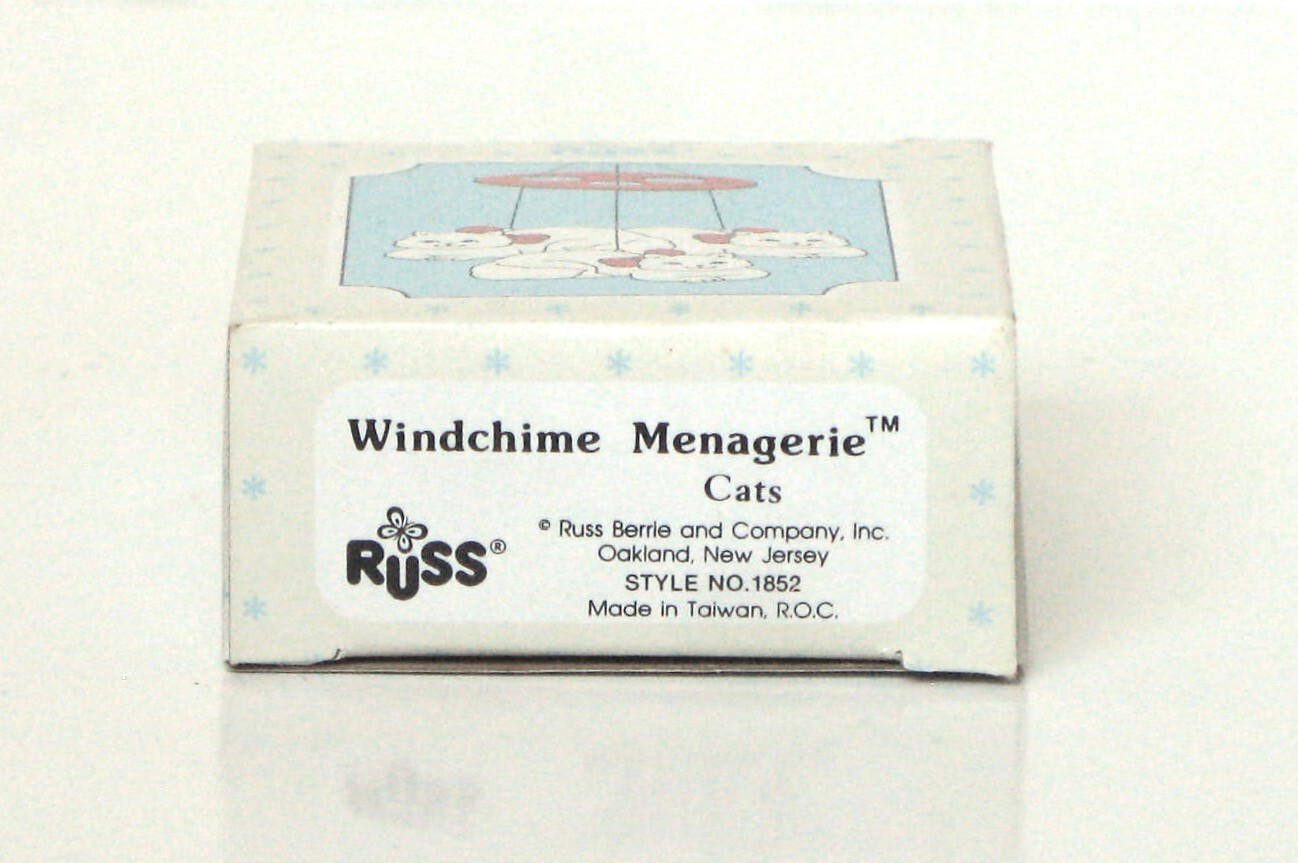 Windchime Menagerie™
Cats
RUSS®
© Russ Berrie and Company, Inc.
Oakland, New Jersey
STYLE NO.1852
Made in Taiwan, R.O.C.